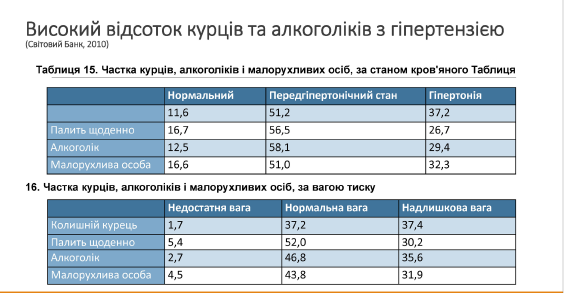 Високий відсоток курців та алкоголіків з гіпертензією
(Світовий Банк, 2010)
Таблиця 15. Частка курців, алкоголіків і малорухливих осіб, за станом кров'яного Таблиця
Нормальний Передгіпертонічний стан Гіпертонія
11,6 51,2 37,2
Палить щоденно 16,7 56,5 26,7
Алкоголік 12,5 58,1 29,4
Малорухлива особа 16,6 51,0 32,3
16. Частка курців, алкоголіків і малорухливих осіб, за вагою тиску
Недостатня вага Нормальна вага Надлишкова вага
Колишній курець 1,7 37,2 37,4
Палить щоденно 5,4 52,0 30,2
Алкоголік 2,7 46,8 35,6
Малорухлива особа 4,5 43,8 31,9